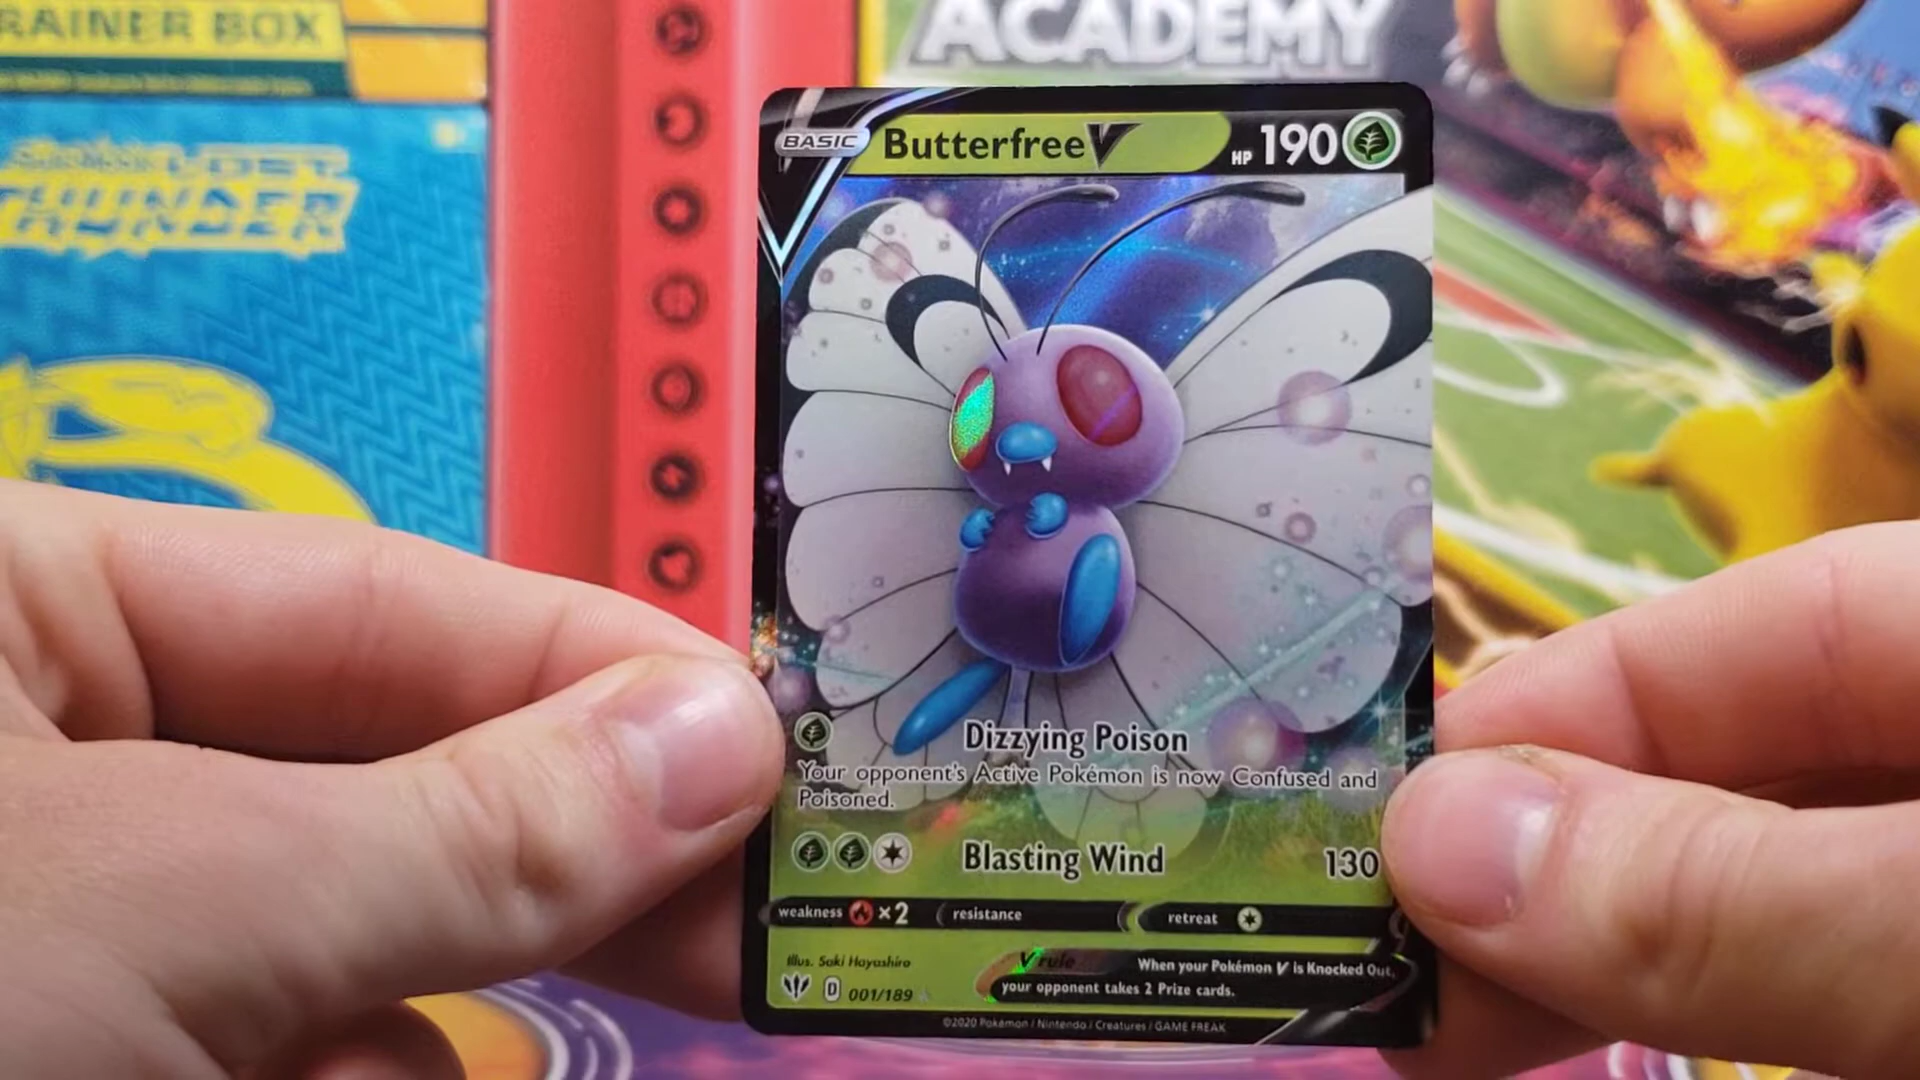 RAINER BOX
LOST
THUNDER
ACADEMY
BASIC
Butterfree V
HP 190
Dizzying Poison
Your opponent's Active Pokémon is now Confused and
Poisoned.
Blasting Wind 130
weakness ×2 resistance retreat
Illus. Saki Hayashiro
V rule When your Pokémon V is Knocked Out,
your opponent takes 2 Prize cards.
D 001/189
©2020 Pokémon / Nintendo / Creatures / GAME FREAK